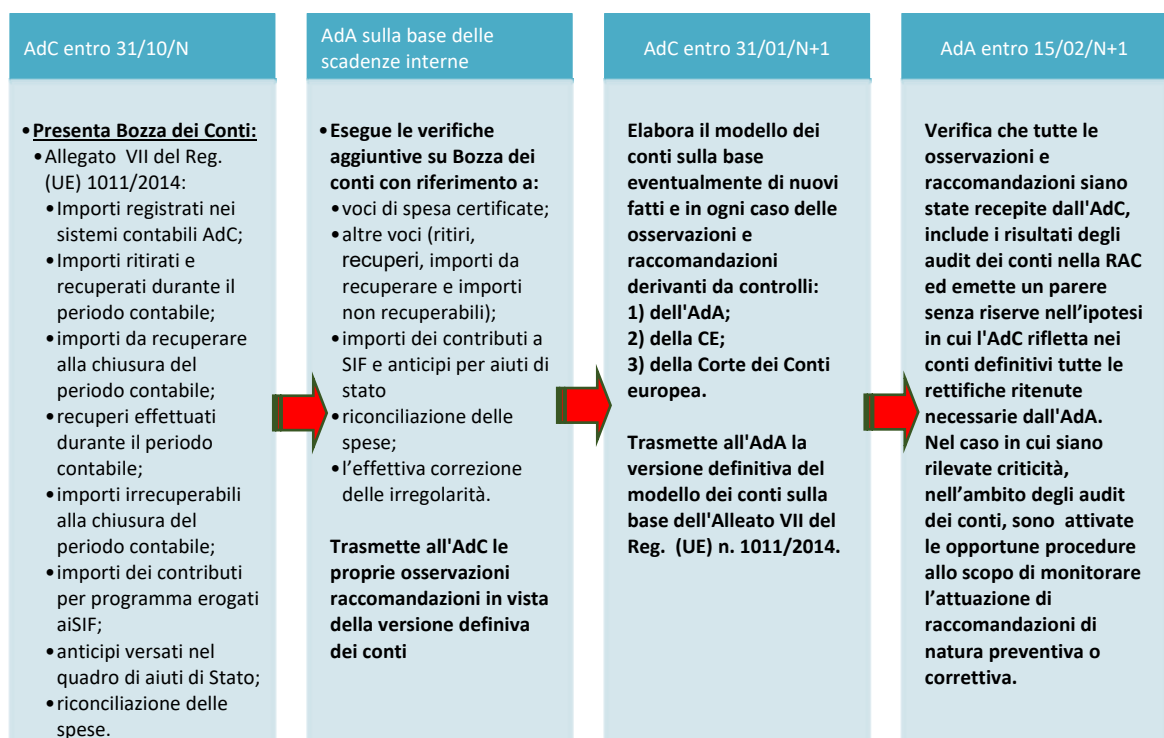 AdC entro 31/10/N
•Presenta Bozza dei Conti:
•Allegato VII del Reg.
(UE) 1011/2014:
•Importi registrati nei
sistemi contabili AdC;
•Importi ritirati e
recuperati durante il
periodo contabile;
•importi da recuperare
alla chiusura del
periodo contabile;
•recuperi effettuati
durante il periodo
contabile;
•importi irrecuperabili
alla chiusura del
periodo contabile;
•importi dei contributi
per programma erogati
aiSIF;
•anticipi versati nel
quadro di aiuti di Stato;
•riconciliazione delle
spese.
AdA sulla base delle
scadenze interne
•Esegue le verifiche
aggiuntive su Bozza dei
conti con riferimento a:
•voci di spesa certificate;
•altre voci (ritiri,
recuperi, importi da
recuperare e importi
non recuperabili);
•importi dei contributi a
SIF e anticipi per aiuti di
stato
•riconciliazione delle
spese;
•l'effettiva correzione
delle irregolarità.
Trasmette all'AdC le
proprie osservazioni
raccomandazioni in vista
della versione definiva
dei conti
AdC entro 31/01/N+1
Elabora il modello dei
conti sulla base
eventualmente di nuovi
fatti e in ogni caso delle
osservazioni e
raccomandazioni
derivanti da controlli:
1) dell'AdA;
2) della CE;
3) della Corte dei Conti
europea.
Trasmette all'AdA la
versione definitiva del
modello dei conti sulla
base dell'Alleato VII del
Reg. (UE) n. 1011/2014.
AdA entro 15/02/N+1
Verifica che tutte le
osservazioni e
raccomandazioni siano
state recepite dall'AdC,
include i risultati degli
audit dei conti nella RAC
ed emette un parere
senza riserve nell'ipotesi
in cui l'AdC rifletta nei
conti definitivi tutte le
rettifiche ritenute
necessarie dall'AdA.
Nel caso in cui siano
rilevate criticità,
nell'ambito degli audit
dei conti, sono attivate
le opportune procedure
allo scopo di monitorare
l'attuazione di
raccomandazioni di
natura preventiva o
correttiva.